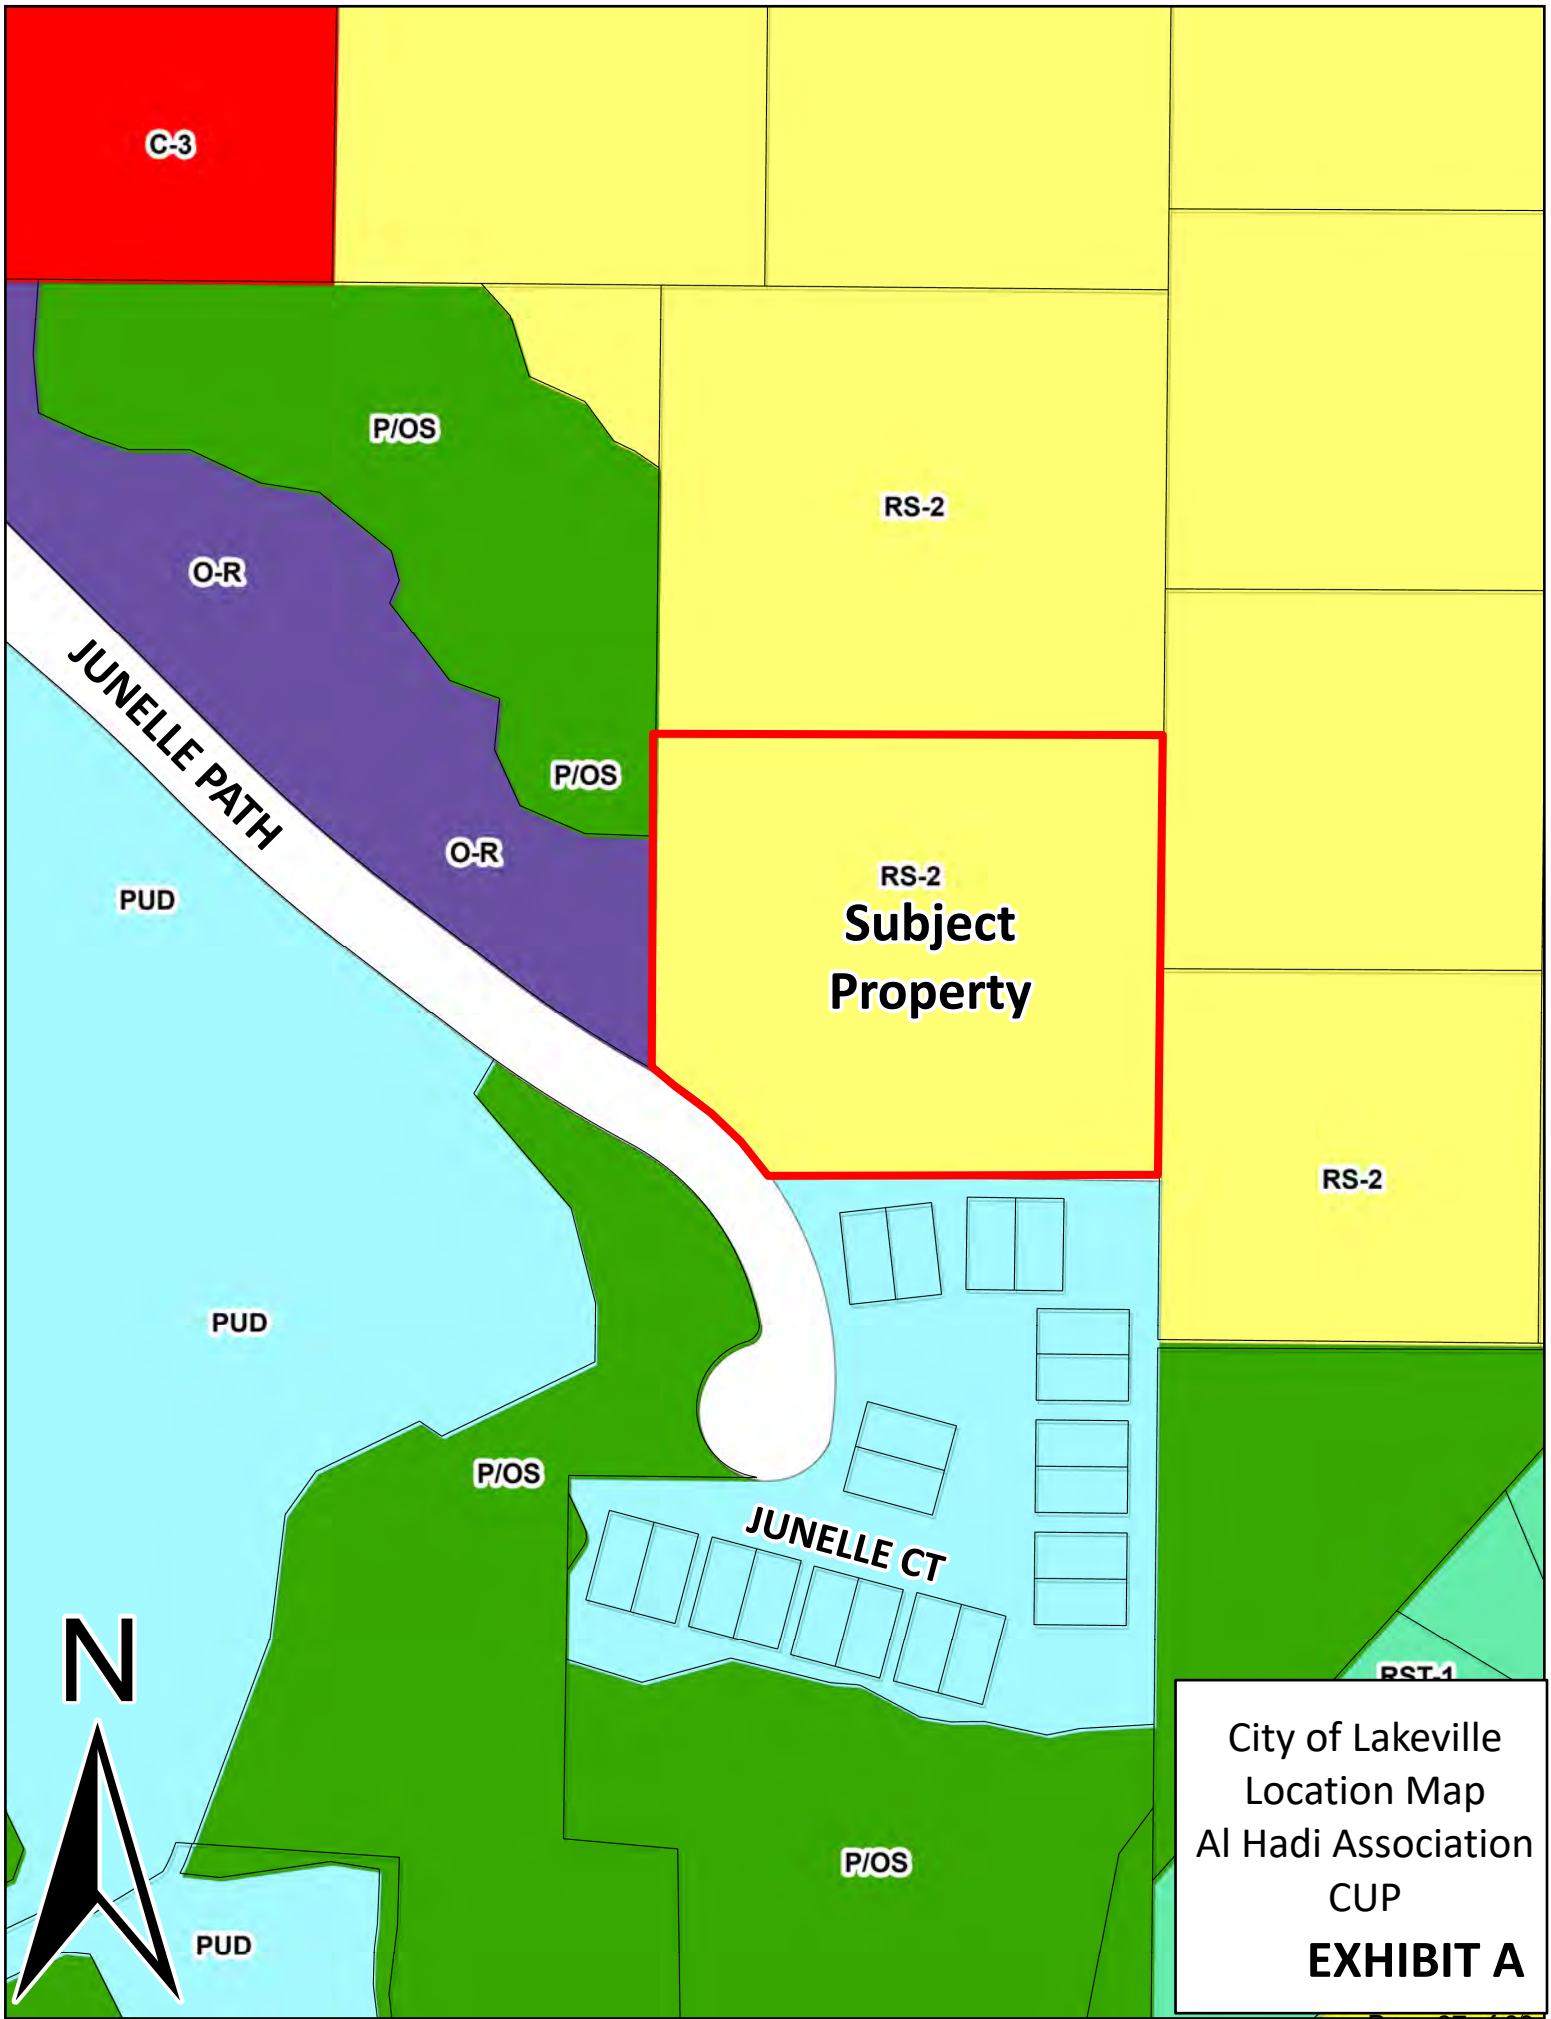 C-3
P/OS
RS-2
O-R
JUNELLE PATH
P/OS
O-R
RS-2
PUD
Subject
Property
RS-2
PUD
P/OS
JUNELLE CT
N
RST-1
City of Lakeville
Location Map
Al Hadi Association
CUP
EXHIBIT A
P/OS
PUD